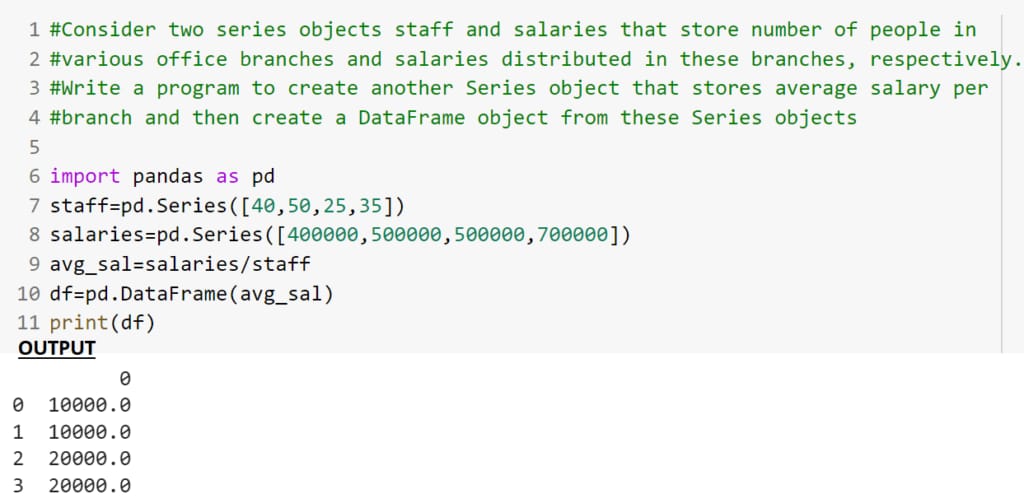 1 #Consider two series objects staff and salaries that store number of people in
2 #various office branches and salaries distributed in these branches, respectively.
3 #Write a program to create another Series object that stores average salary per
4 #branch and then create a DataFrame object from these Series objects
5
6 import pandas as pd
7 staff=pd.Series([40,50,25,35])
8 salaries=pd.Series([400000,500000,500000,700000])
9 avg_sal=salaries/staff
10 df=pd.DataFrame(avg_sal)
11 print(df)
OUTPUT
0
0 10000.0
1 10000.0
2 20000.0
3 20000.0